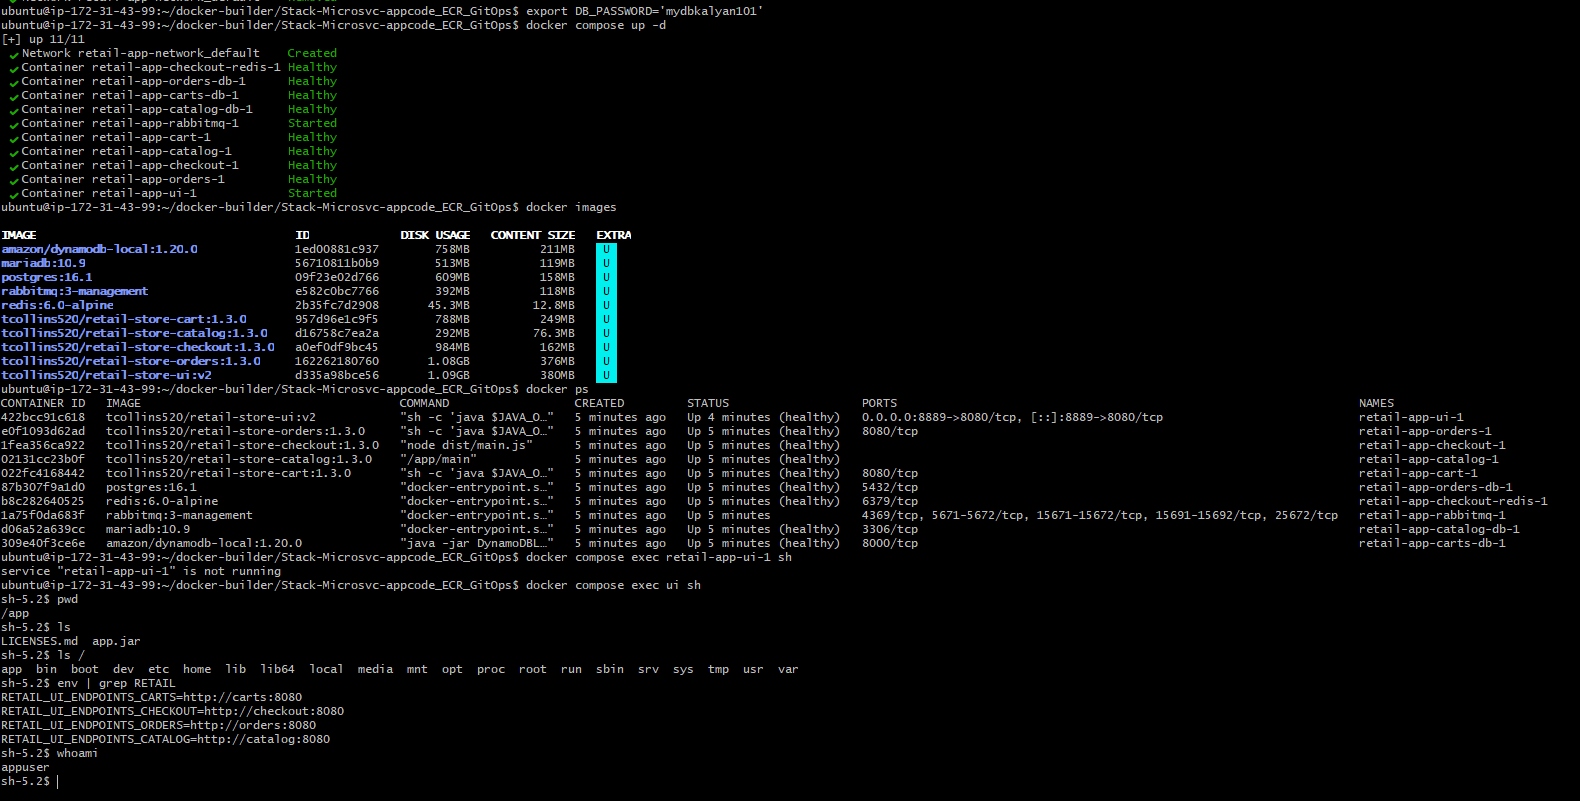 ubuntu@ip-172-31-43-99:~/docker-builder/Stack-Microsvc-appcode_ECR_GitOps$ export DB_PASSWORD='mydbkalyan101'
ubuntu@ip-172-31-43-99:~/docker-builder/Stack-Microsvc-appcode_ECR_GitOps$ docker compose up -d
[+] up 11/11
✓ Network retail-app-network_default Created
✓ Container retail-app-checkout-redis-1 Healthy
✓ Container retail-app-orders-db-1 Healthy
✓ Container retail-app-carts-db-1 Healthy
✓ Container retail-app-catalog-db-1 Healthy
✓ Container retail-app-rabbitmq-1 Started
✓ Container retail-app-cart-1 Healthy
✓ Container retail-app-catalog-1 Healthy
✓ Container retail-app-checkout-1 Healthy
✓ Container retail-app-orders-1 Healthy
✓ Container retail-app-ui-1 Started
ubuntu@ip-172-31-43-99:~/docker-builder/Stack-Microsvc-appcode_ECR_GitOps$ docker images
IMAGE ID DISK USAGE CONTENT SIZE EXTRA
amazon/dynamodb-local:1.20.0 1ed00881c937 758MB 211MB U
mariadb:10.9 56710811b0b9 513MB 119MB U
postgres:16.1 09f23e02d766 609MB 158MB U
rabbitmq:3-management e582c0bc7766 392MB 118MB U
redis:6.0-alpine 2b35fc7d2908 45.3MB 12.8MB U
tcollins520/retail-store-cart:1.3.0 957d96e1c9f5 788MB 249MB U
tcollins520/retail-store-catalog:1.3.0 d16758c7ea2a 292MB 76.3MB U
tcollins520/retail-store-checkout:1.3.0 a0ef0df9bc45 984MB 162MB U
tcollins520/retail-store-orders:1.3.0 162262180760 1.08GB 376MB U
tcollins520/retail-store-ui:v2 d335a98bce56 1.09GB 380MB U
ubuntu@ip-172-31-43-99:~/docker-builder/Stack-Microsvc-appcode_ECR_GitOps$ docker ps
CONTAINER ID IMAGE COMMAND CREATED STATUS PORTS NAMES
422bcc91c618 tcollins520/retail-store-ui:v2 "sh -c 'java $JAVA_O…" 5 minutes ago Up 4 minutes (healthy) 0.0.0.0:8889->8080/tcp, [::]:8889->8080/tcp retail-app-ui-1
e0f1093d62ad tcollins520/retail-store-orders:1.3.0 "sh -c 'java $JAVA_O…" 5 minutes ago Up 5 minutes (healthy) 8080/tcp retail-app-orders-1
1fea356ca922 tcollins520/retail-store-checkout:1.3.0 "node dist/main.js" 5 minutes ago Up 5 minutes (healthy) retail-app-checkout-1
02131cc23b0f tcollins520/retail-store-catalog:1.3.0 "/app/main" 5 minutes ago Up 5 minutes (healthy) retail-app-catalog-1
022fc4168442 tcollins520/retail-store-cart:1.3.0 "sh -c 'java $JAVA_O…" 5 minutes ago Up 5 minutes (healthy) 8080/tcp retail-app-cart-1
87b307f9a1d0 postgres:16.1 "docker-entrypoint.s…" 5 minutes ago Up 5 minutes (healthy) 5432/tcp retail-app-orders-db-1
b8c282640525 redis:6.0-alpine "docker-entrypoint.s…" 5 minutes ago Up 5 minutes (healthy) 6379/tcp retail-app-checkout-redis-1
1a75f0da683f rabbitmq:3-management "docker-entrypoint.s…" 5 minutes ago Up 5 minutes 4369/tcp, 5671-5672/tcp, 15671-15672/tcp, 15691-15692/tcp, 25672/tcp retail-app-rabbitmq-1
d06a52a639cc mariadb:10.9 "docker-entrypoint.s…" 5 minutes ago Up 5 minutes (healthy) 3306/tcp retail-app-catalog-db-1
309e40f3ce6e amazon/dynamodb-local:1.20.0 "java -jar DynamoDBL…" 5 minutes ago Up 5 minutes (healthy) 8000/tcp retail-app-carts-db-1
ubuntu@ip-172-31-43-99:~/docker-builder/Stack-Microsvc-appcode_ECR_GitOps$ docker compose exec retail-app-ui-1 sh
service "retail-app-ui-1" is not running
ubuntu@ip-172-31-43-99:~/docker-builder/Stack-Microsvc-appcode_ECR_GitOps$ docker compose exec ui sh
sh-5.2$ pwd
/app
sh-5.2$ ls
LICENSES.md app.jar
sh-5.2$ ls /
app bin boot dev etc home lib lib64 local media mnt opt proc root run sbin srv sys tmp usr var
sh-5.2$ env | grep RETAIL
RETAIL_UI_ENDPOINTS_CARTS=http://carts:8080
RETAIL_UI_ENDPOINTS_CHECKOUT=http://checkout:8080
RETAIL_UI_ENDPOINTS_ORDERS=http://orders:8080
RETAIL_UI_ENDPOINTS_CATALOG=http://catalog:8080
sh-5.2$ whoami
appuser
sh-5.2$